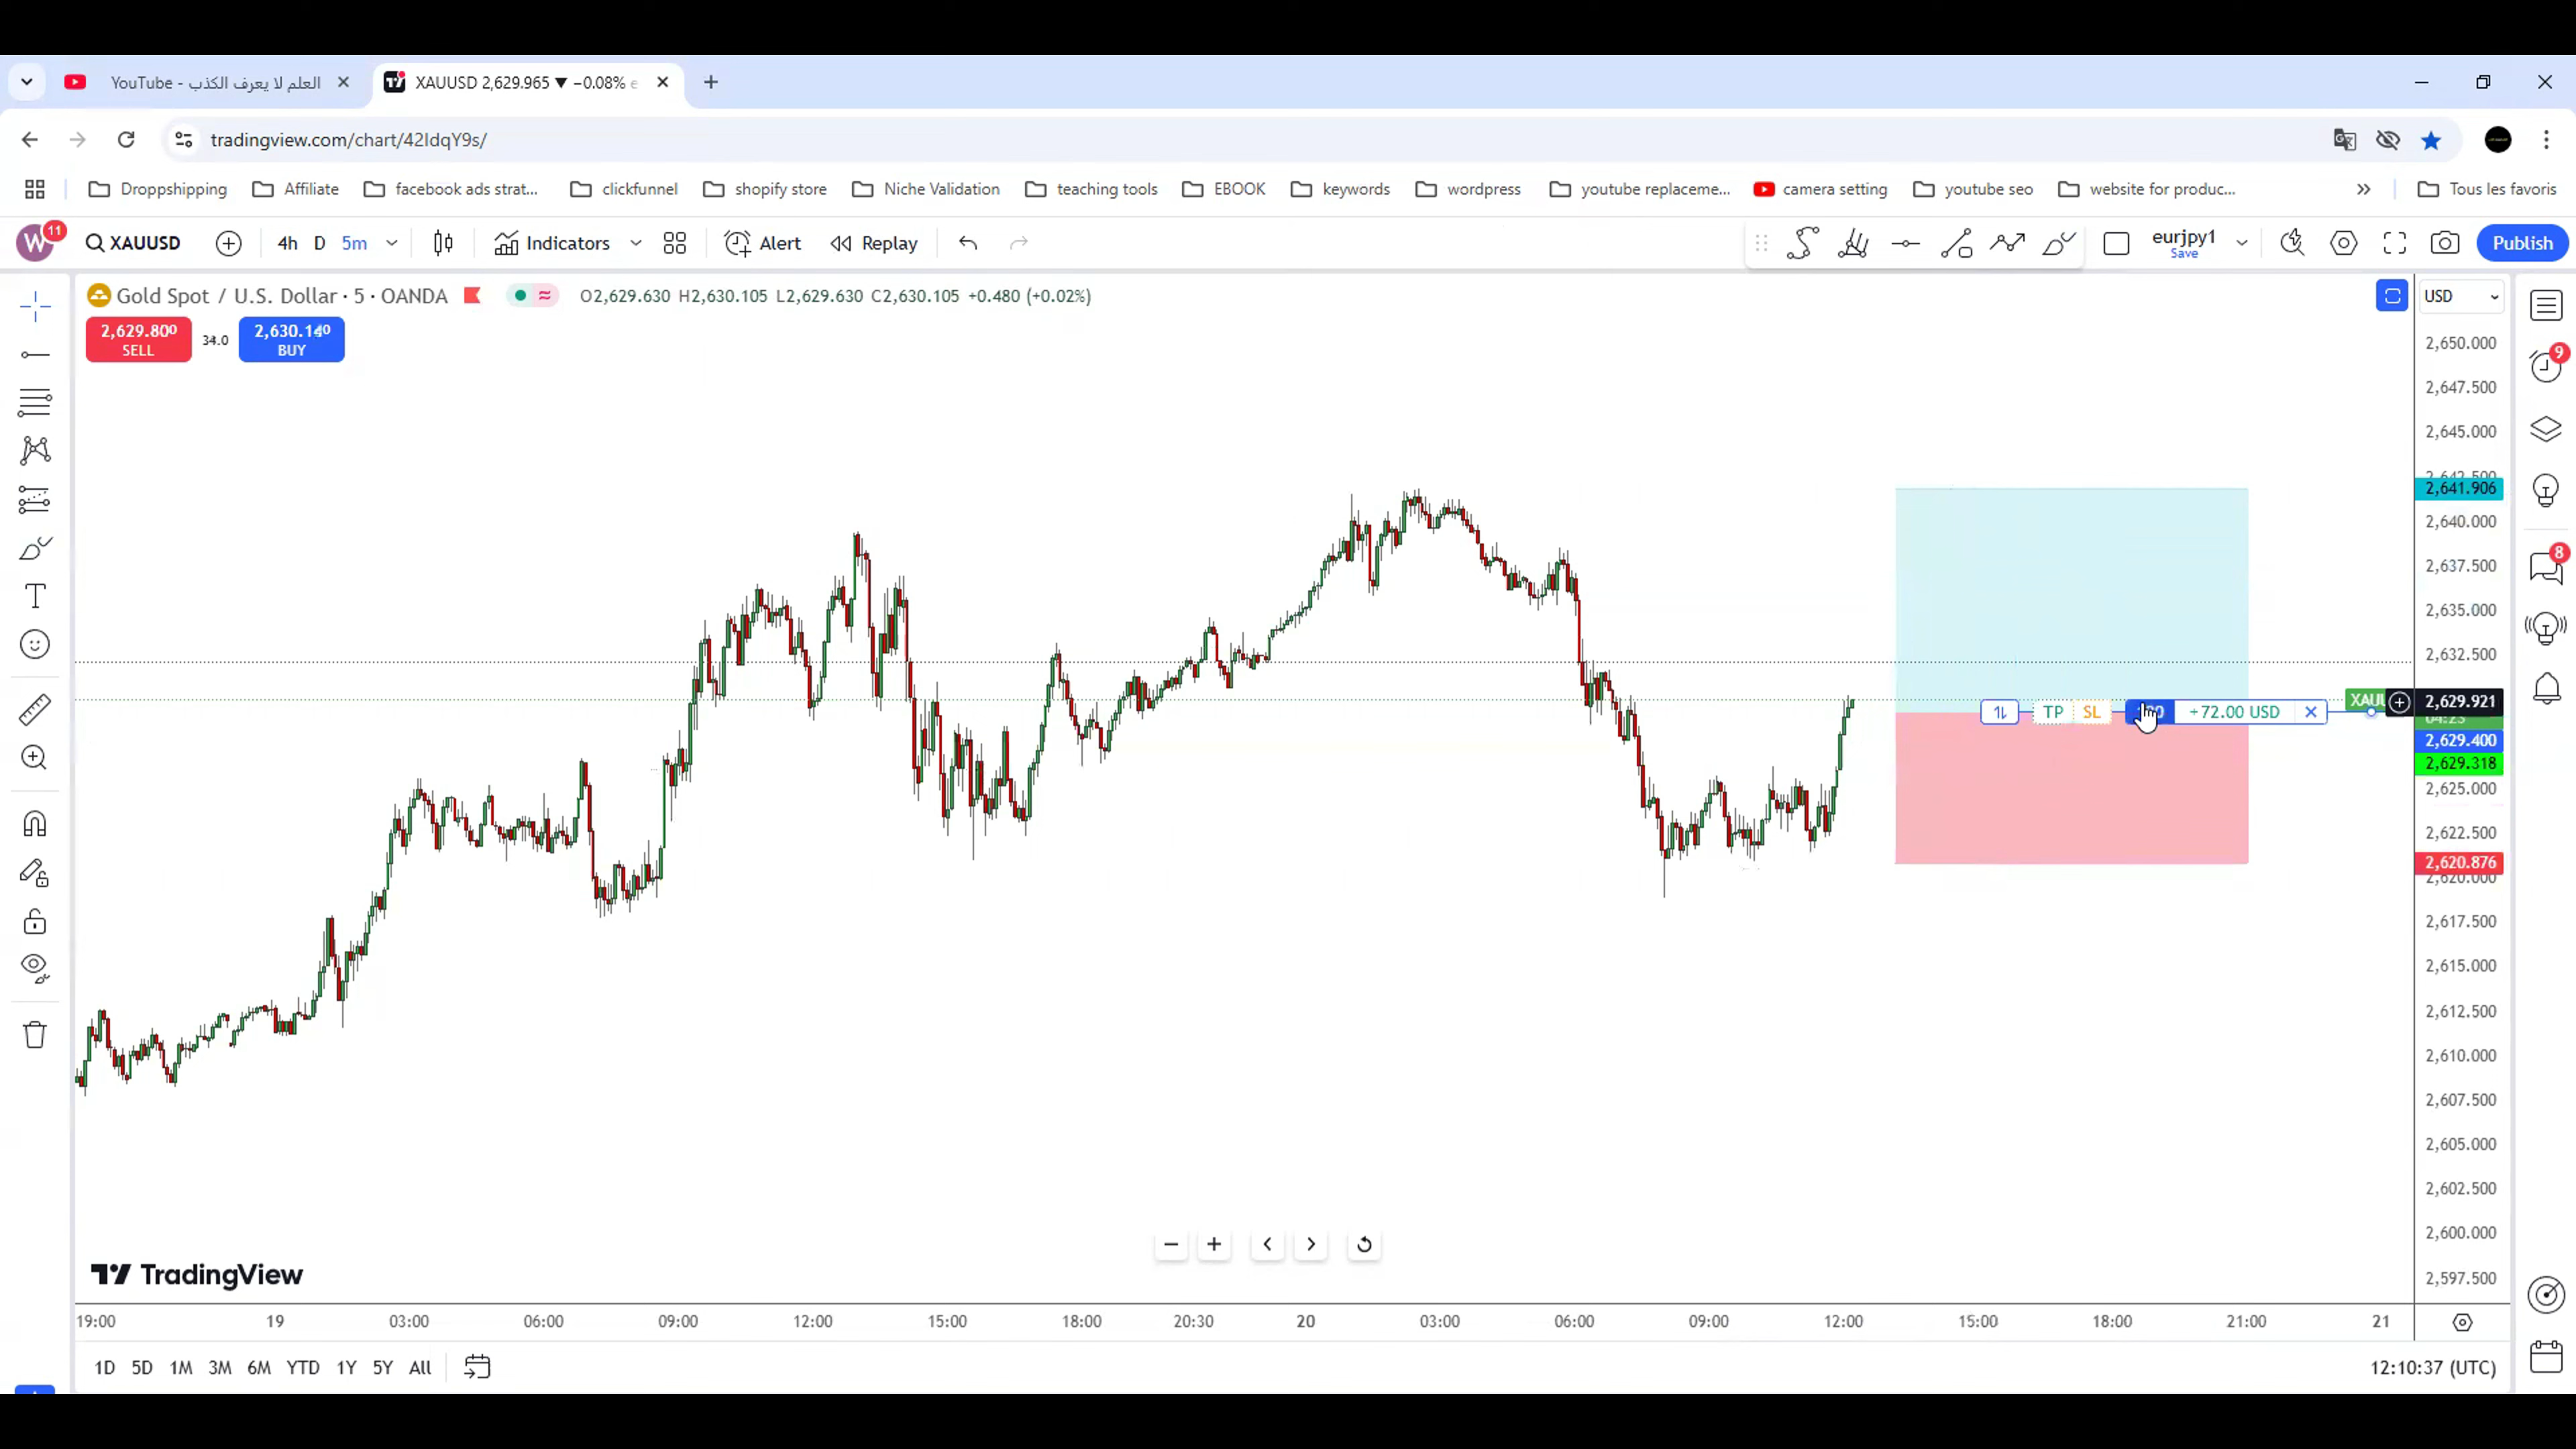 YouTube - العلم لا يعرف الكذب
XAUUSD 2,629.965 ▼ −0.08%
tradingview.com/chart/42IdqY9s/
Droppshipping
Affiliate
facebook ads strat...
clickfunnel
shopify store
Niche Validation
teaching tools
EBOOK
keywords
wordpress
youtube replaceme...
camera setting
youtube seo
website for produc...
Tous les favoris
W 11
XAUUSD
4h D 5m
Indicators
Alert
Replay
eurjpy1
Save
Publish
Gold Spot / U.S. Dollar · 5 · OANDA
O2,629.630 H2,630.105 L2,629.630 C2,630.105 +0.480 (+0.02%)
USD
2,629.800
SELL
34.0
2,630.140
BUY
2,650.000
2,647.500
2,645.000
2,641.906
2,640.000
2,637.500
2,635.000
2,632.500
2,629.921
2,629.400
2,629.318
2,625.000
2,622.500
2,620.876
2,620.000
2,617.500
2,615.000
2,612.500
2,610.000
2,607.500
2,605.000
2,602.500
2,600.000
2,597.500
TP SL +72.00 USD
9
8
TradingView
19:00 19 03:00 06:00 09:00 12:00 15:00 18:00 20:30 20 03:00 06:00 09:00 12:00 15:00 18:00 21:00 21
1D 5D 1M 3M 6M YTD 1Y 5Y All
12:10:37 (UTC)